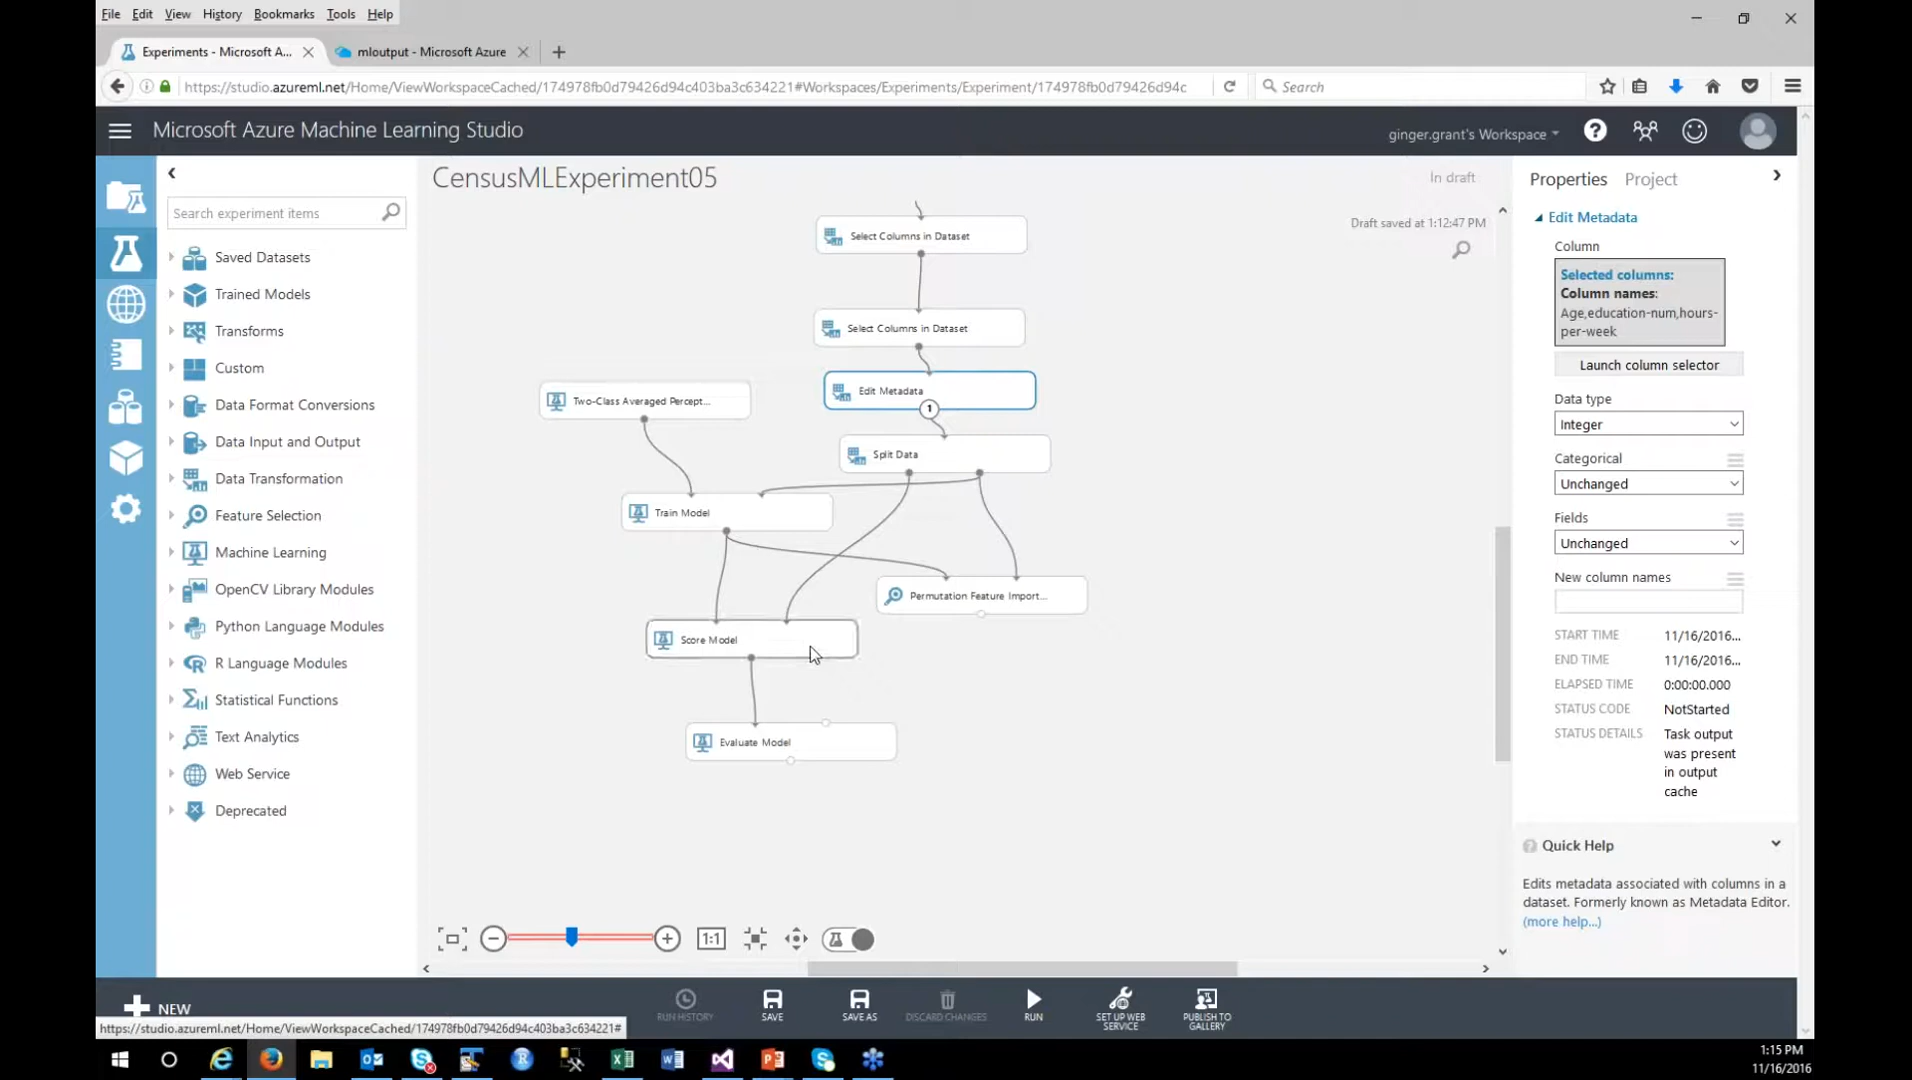 File Edit View History Bookmarks Tools Help
Experiments - Microsoft A...
mloutput - Microsoft Azure
https://studio.azureml.net/Home/ViewWorkspaceCached/174978fb0d79426d94c403ba3c634221#Workspaces/Experiments/Experiment/174978fb0d79426d94c
Search
Microsoft Azure Machine Learning Studio
ginger.grant's Workspace
CensusMLExperiment05
In draft
Draft saved at 1:12:47 PM
Search experiment items
Saved Datasets
Trained Models
Transforms
Custom
Data Format Conversions
Data Input and Output
Data Transformation
Feature Selection
Machine Learning
OpenCV Library Modules
Python Language Modules
R Language Modules
Statistical Functions
Text Analytics
Web Service
Deprecated
Select Columns in Dataset
Select Columns in Dataset
Edit Metadata
1
Two-Class Averaged Percept...
Split Data
Train Model
Permutation Feature Import...
Score Model
Evaluate Model
1:1
Properties Project
Edit Metadata
Column
Selected columns:
Column names:
Age,education-num,hours-
per-week
Launch column selector
Data type
Integer
Categorical
Unchanged
Fields
Unchanged
New column names
START TIME 11/16/2016...
END TIME 11/16/2016...
ELAPSED TIME 0:00:00.000
STATUS CODE NotStarted
STATUS DETAILS Task output
was present
in output
cache
Quick Help
Edits metadata associated with columns in a
dataset. Formerly known as Metadata Editor.
(more help...)
NEW
RUN HISTORY
SAVE
SAVE AS
DISCARD CHANGES
RUN
SET UP WEB
SERVICE
PUBLISH TO
GALLERY
https://studio.azureml.net/Home/ViewWorkspaceCached/174978fb0d79426d94c403ba3c634221#
1:15 PM
11/16/2016